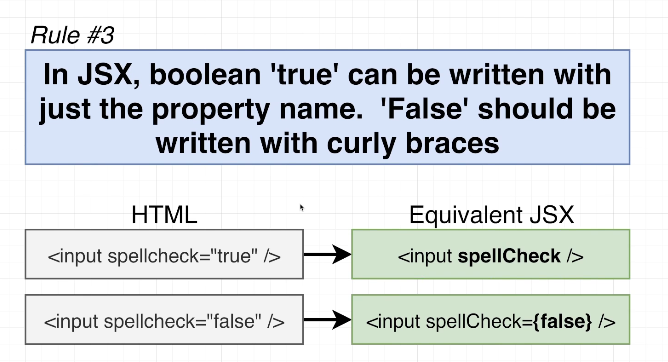 Rule #3
In JSX, boolean 'true' can be written with
just the property name. 'False' should be
written with curly braces
HTML
Equivalent JSX
<input spellcheck="true" />
<input spellCheck />
<input spellcheck="false" />
<input spellCheck={false} />